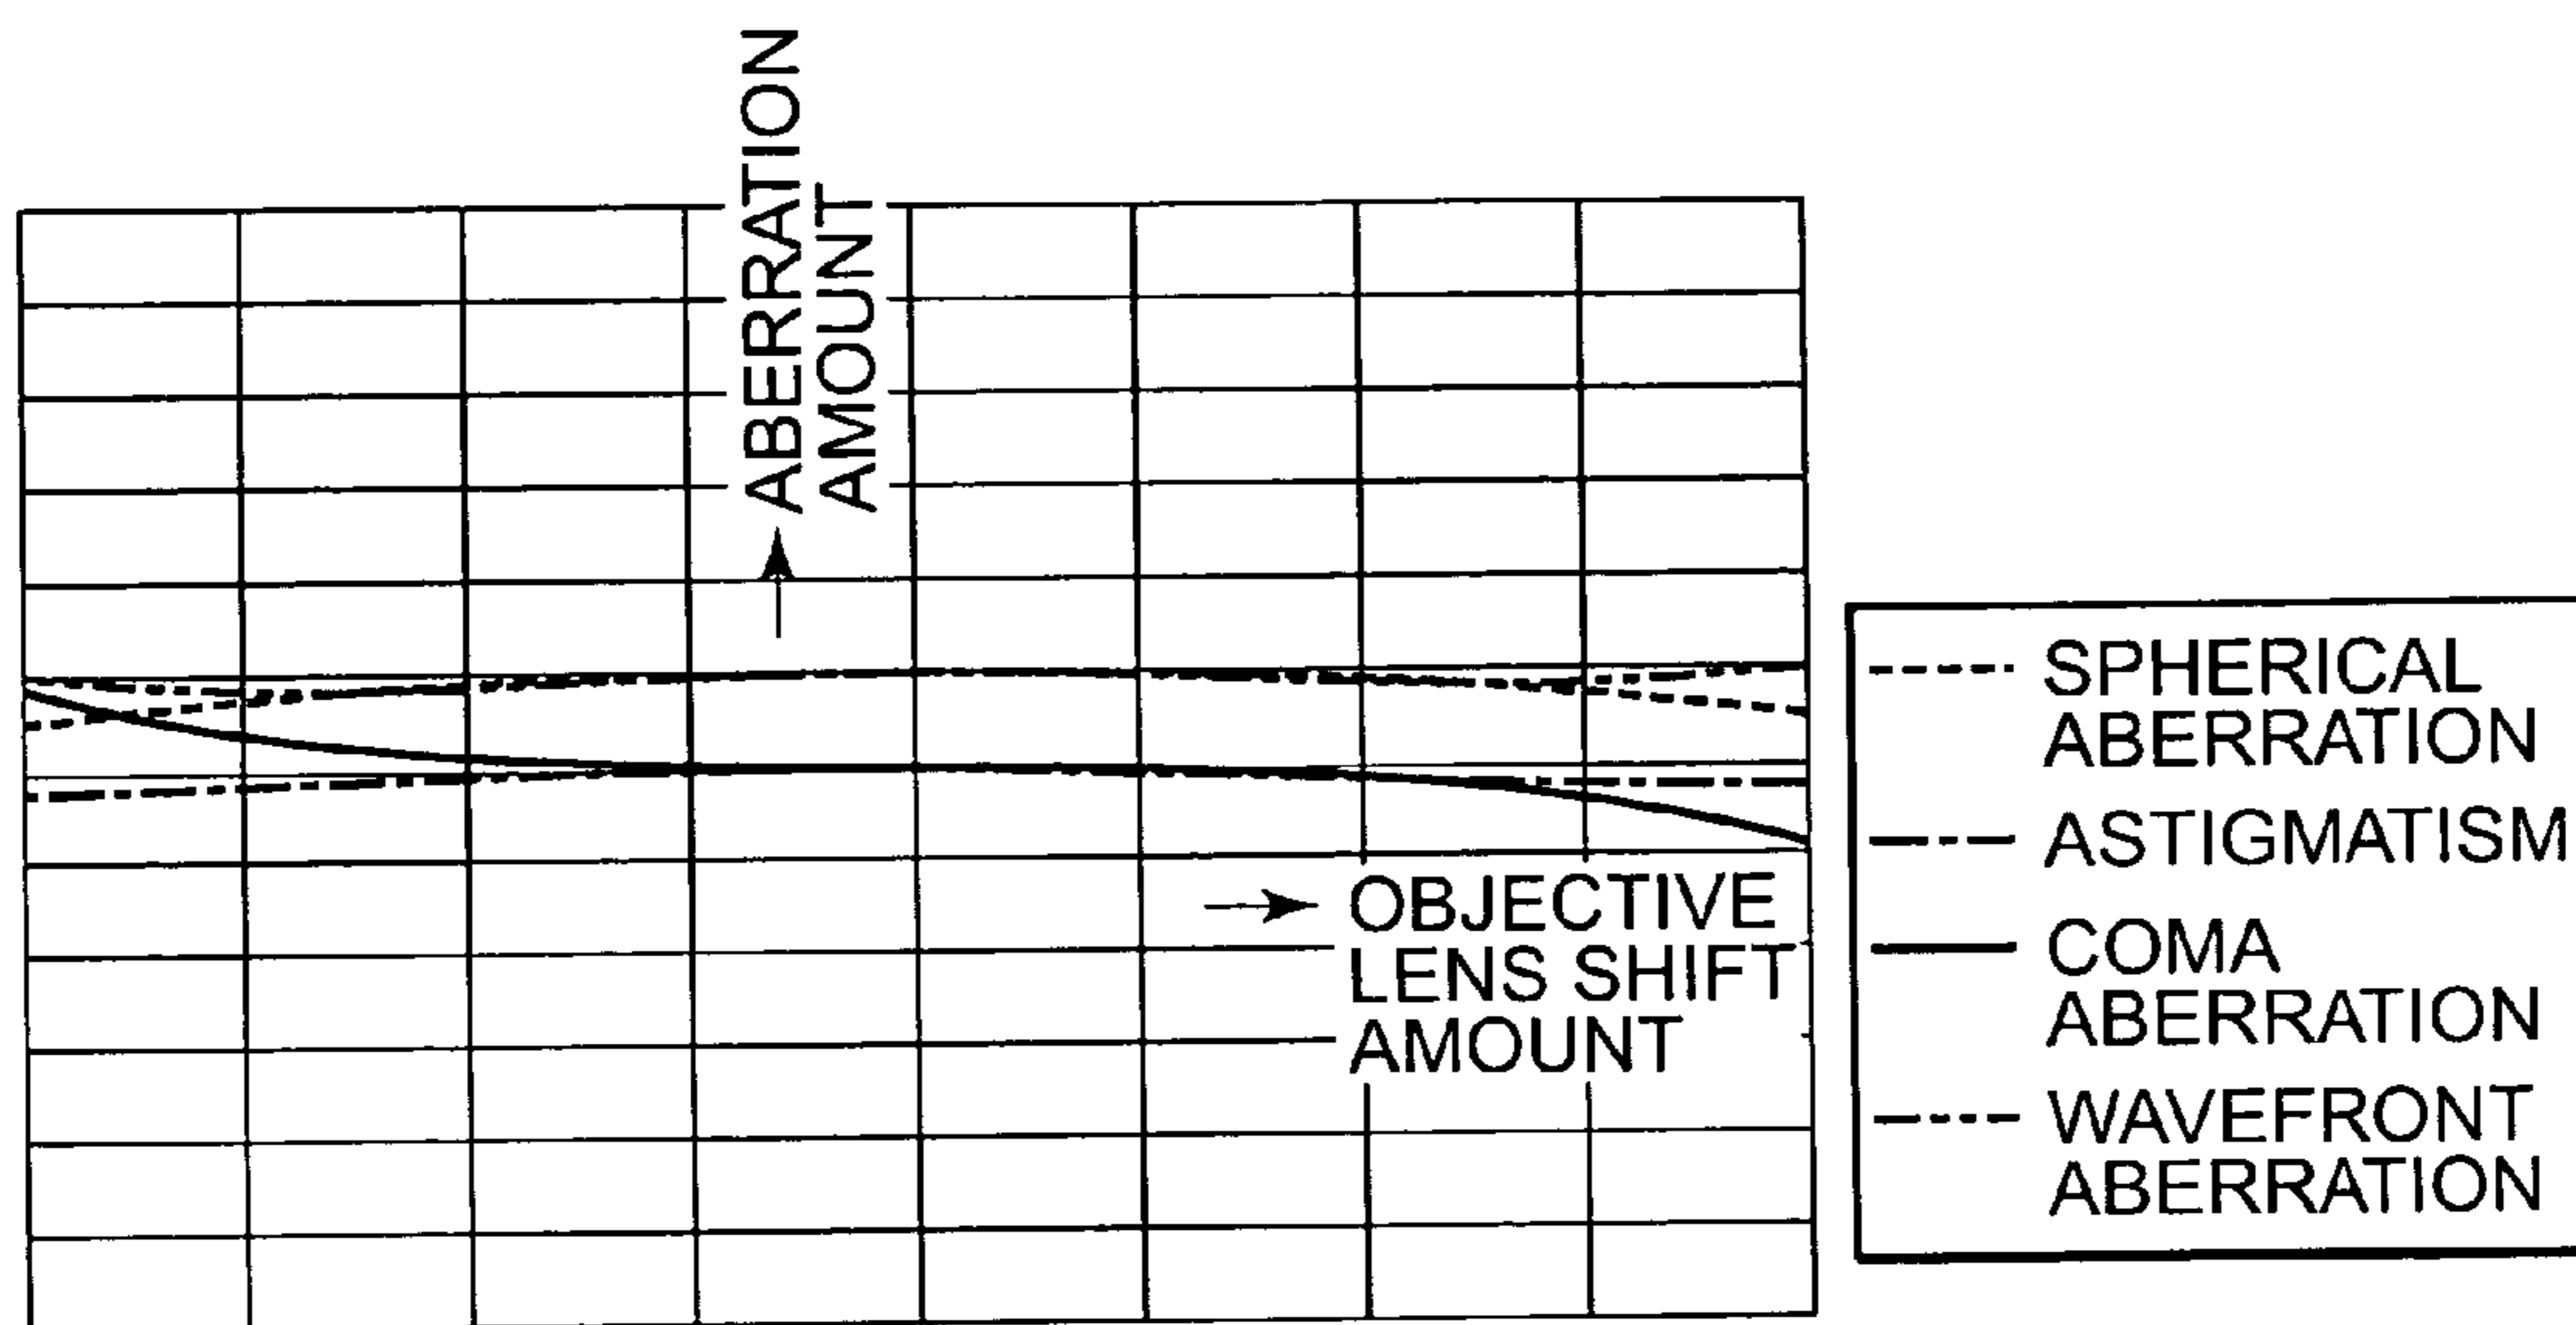 ABERRATION
AMOUNT
OBJECTIVE
LENS SHIFT
AMOUNT
SPHERICAL
ABERRATION
ASTIGMATISM
COMA
ABERRATION
WAVEFRONT
ABERRATION